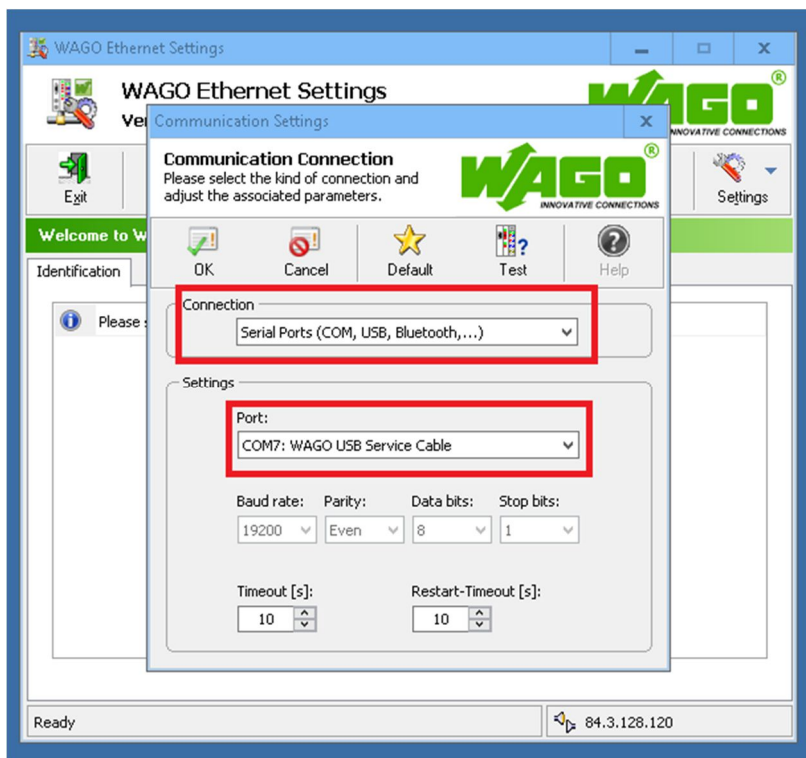 WAGO Ethernet Settings
WAGO Ethernet Settings
Ve
WAGO®
INNOVATIVE CONNECTIONS
Exit
Settings
Welcome to W
Identification
Please
Communication Settings
Communication Connection
Please select the kind of connection and
adjust the associated parameters.
WAGO®
INNOVATIVE CONNECTIONS
OK Cancel Default Test Help
Connection
Serial Ports (COM, USB, Bluetooth,...)
Settings
Port:
COM7: WAGO USB Service Cable
Baud rate: Parity: Data bits: Stop bits:
19200 Even 8 1
Timeout [s]: Restart-Timeout [s]:
10 10
Ready 84.3.128.120